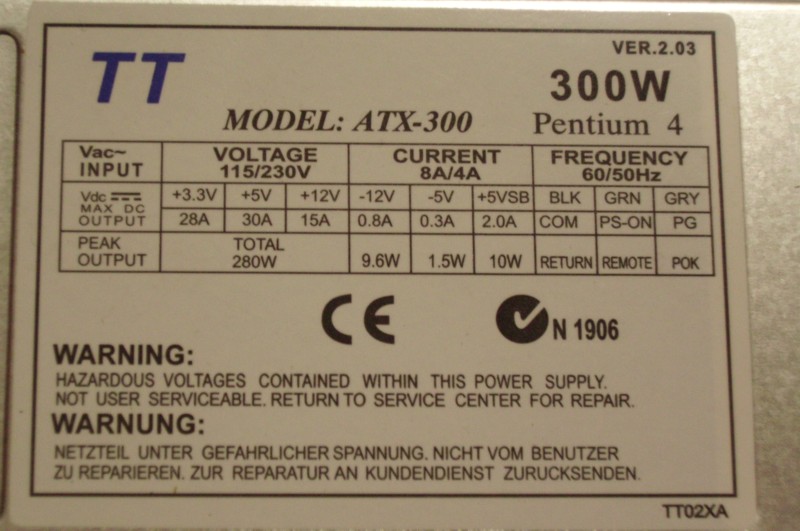 VER.2.03
TT
300W
MODEL: ATX-300 Pentium 4
Vac~ INPUT VOLTAGE 115/230V CURRENT 8A/4A FREQUENCY 60/50Hz
Vdc MAX DC OUTPUT +3.3V +5V +12V -12V -5V +5VSB BLK GRN GRY
28A 30A 15A 0.8A 0.3A 2.0A COM PS-ON PG
PEAK OUTPUT TOTAL 280W 9.6W 1.5W 10W RETURN REMOTE POK
CE N 1906
WARNING:
HAZARDOUS VOLTAGES CONTAINED WITHIN THIS POWER SUPPLY.
NOT USER SERVICEABLE. RETURN TO SERVICE CENTER FOR REPAIR.
WARNUNG:
NETZTEIL UNTER GEFAHRLICHER SPANNUNG. NICHT VOM BENUTZER
ZU REPARIEREN. ZUR REPARATUR AN KUNDENDIENST ZURUCKSENDEN.
TT02XA